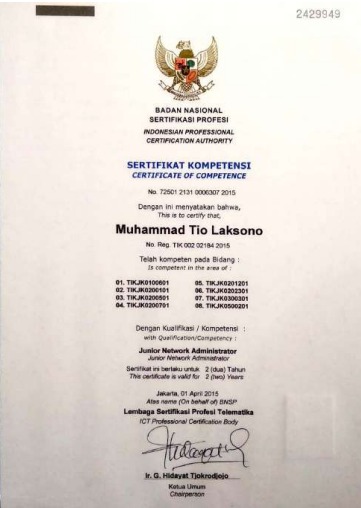 2429949
BADAN NASIONAL
SERTIFIKASI PROFESI
INDONESIAN PROFESSIONAL
CERTIFICATION AUTHORITY
SERTIFIKAT KOMPETENSI
CERTIFICATE OF COMPETENCE
No. 72501 2131 0006307 2015
Dengan ini menyatakan bahwa,
This is to certify that,
Muhammad Tio Laksono
No. Reg. TIK 002 02184 2015
Telah kompeten pada Bidang :
Is competent in the area of :
01. TIKJK0100601 05. TIKJK0201201
02. TIKJK0200101 06. TIKJK0202301
03. TIKJK0200501 07. TIKJK0300301
04. TIKJK0200701 08. TIKJK0500201
Dengan Kualifikasi / Kompetensi :
with Qualification/Competency :
Junior Network Administrator
Junior Network Administrator
Sertifikat ini berlaku untuk 2 (dua) Tahun
This certificate is valid for 2 (two) Years
Jakarta, 01 April 2015
Atas nama (On behalf of) BNSP
Lembaga Sertifikasi Profesi Telematika
ICT Professional Certification Body
Ir. G. Hidayat Tjokrodjojo
Ketua Umum
Chairperson